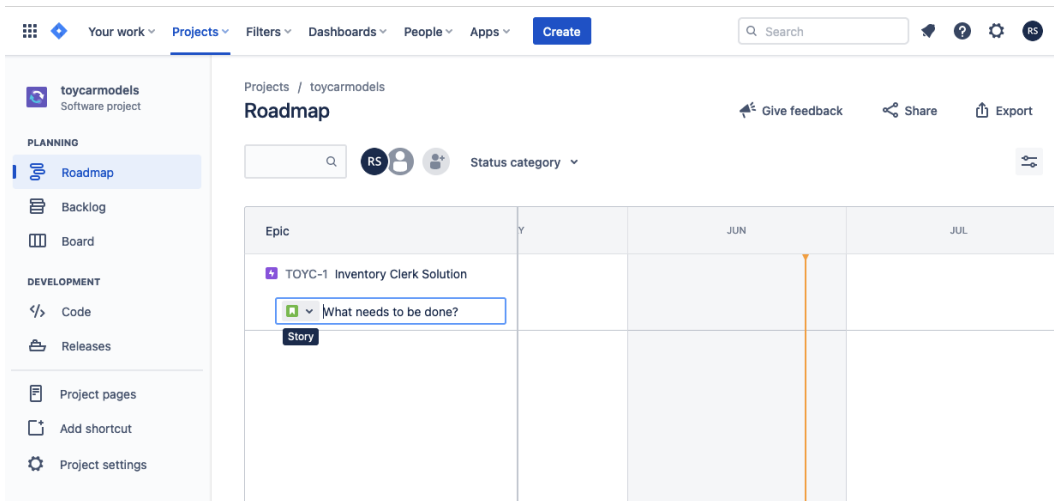 Your work Projects Filters Dashboards People Apps Create Search RS
toycarmodels
Software project
PLANNING
Roadmap
Backlog
Board
DEVELOPMENT
Code
Releases
Project pages
Add shortcut
Project settings
Projects / toycarmodels
Roadmap
Give feedback Share Export
RS Status category
Epic Y JUN JUL
TOYC-1 Inventory Clerk Solution
What needs to be done?
Story